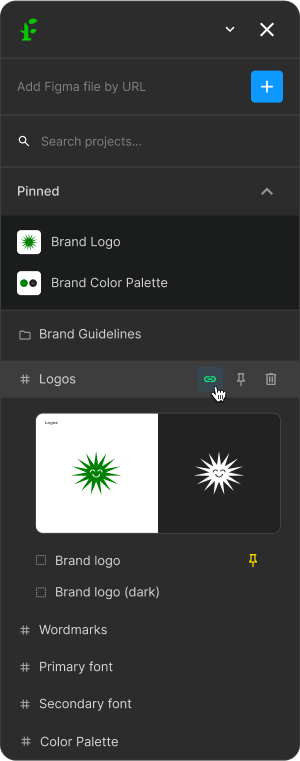 Add Figma file by URL
Search projects...
Pinned
Brand Logo
Brand Color Palette
Brand Guidelines
Logos
Logos
Brand logo
Brand logo (dark)
Wordmarks
Primary font
Secondary font
Color Palette